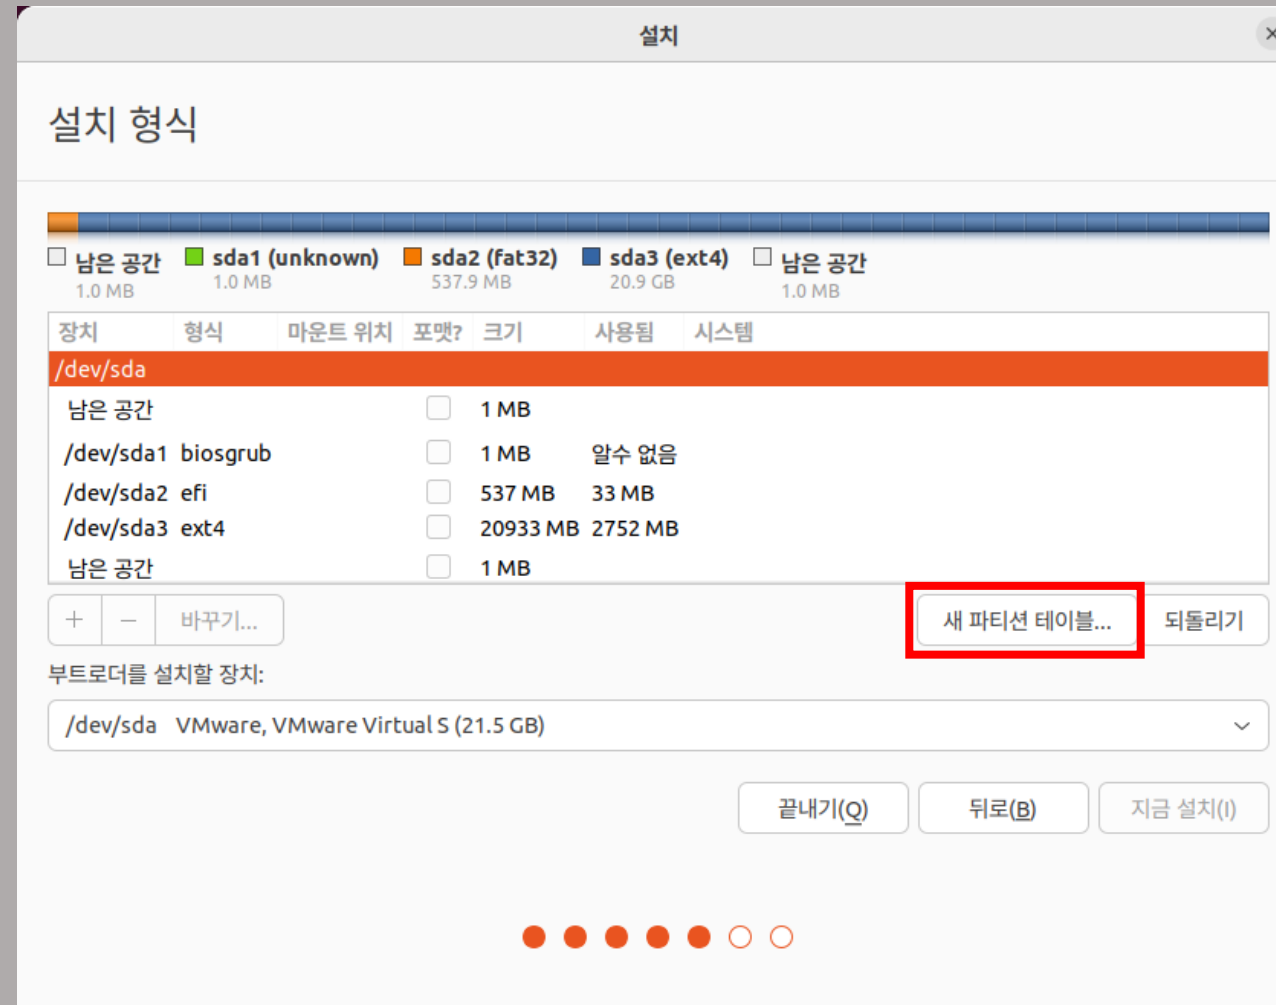 설치
설치 형식
남은 공간 sda1 (unknown) sda2 (fat32) sda3 (ext4) 남은 공간
1.0 MB 1.0 MB 537.9 MB 20.9 GB 1.0 MB
장치 형식 마운트 위치 포맷? 크기 사용됨 시스템
/dev/sda
남은 공간 1 MB
/dev/sda1 biosgrub 1 MB 알수 없음
/dev/sda2 efi 537 MB 33 MB
/dev/sda3 ext4 20933 MB 2752 MB
남은 공간 1 MB
+ − 바꾸기... 새 파티션 테이블... 되돌리기
부트로더를 설치할 장치:
/dev/sda VMware, VMware Virtual S (21.5 GB)
끝내기(Q) 뒤로(B) 지금 설치(I)